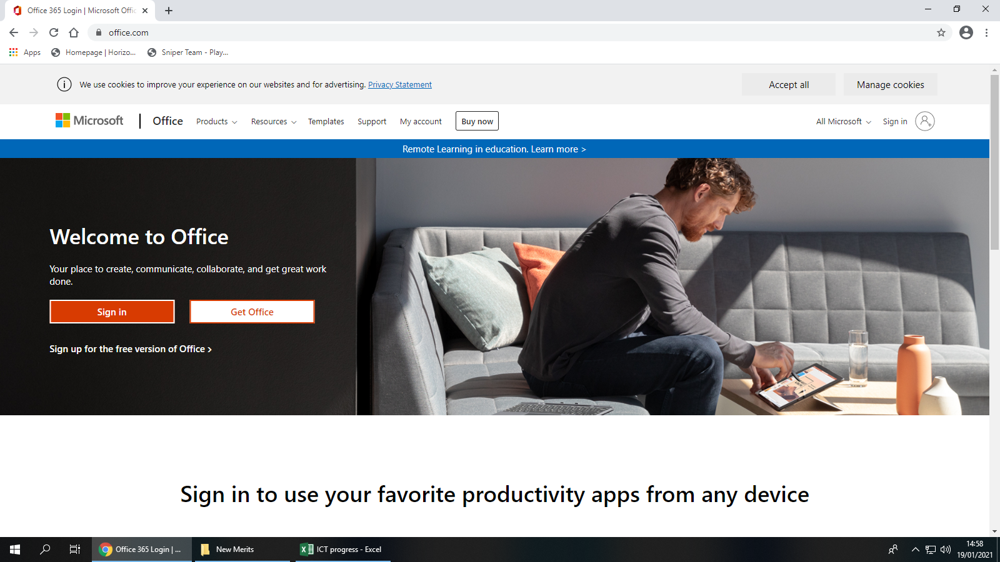 Office 365 Login | Microsoft Offic
office.com
Apps
Homepage | Horizo...
Sniper Team - Play...
We use cookies to improve your experience on our websites and for advertising. Privacy Statement
Accept all
Manage cookies
Microsoft
Office
Products
Resources
Templates
Support
My account
Buy now
All Microsoft
Sign in
Remote Learning in education. Learn more >
Welcome to Office
Your place to create, communicate, collaborate, and get great work
done.
Sign in
Get Office
Sign up for the free version of Office >
Sign in to use your favorite productivity apps from any device
Office 365 Login | ...
New Merits
ICT progress - Excel
14:58
19/01/2021